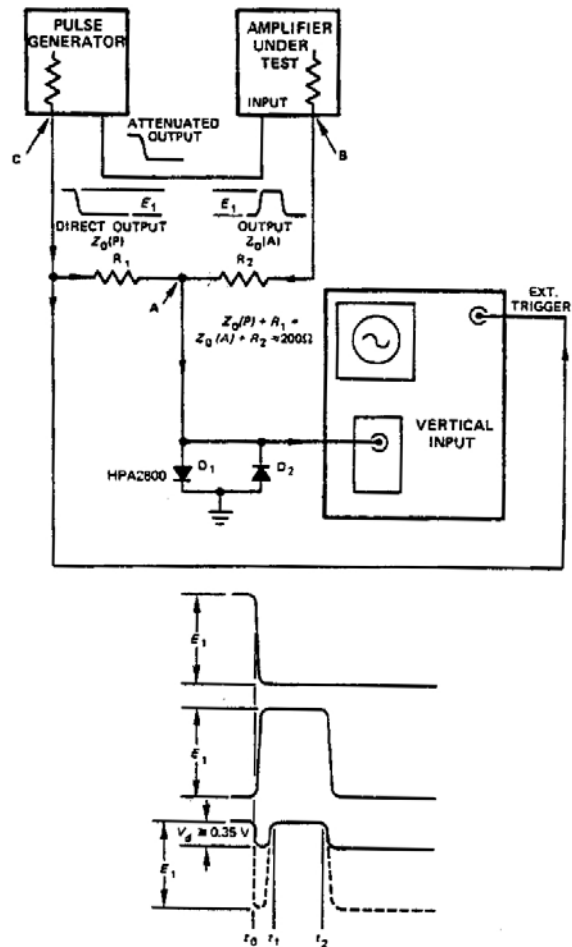 PULSE
GENERATOR
AMPLIFIER
UNDER
TEST
INPUT
ATTENUATED
OUTPUT
C
B
E₁
DIRECT OUTPUT
Z₀(P)
R₁
E₁
OUTPUT
Z₀(A)
R₂
A
Z₀(P) + R₁ =
Z₀(A) + R₂ ≈ 200Ω
EXT.
TRIGGER
VERTICAL
INPUT
HPA2800
D₁
D₂
E₁
E₁
V_d ≅ 0.35 V
E₁
t₀
t₁
t₂